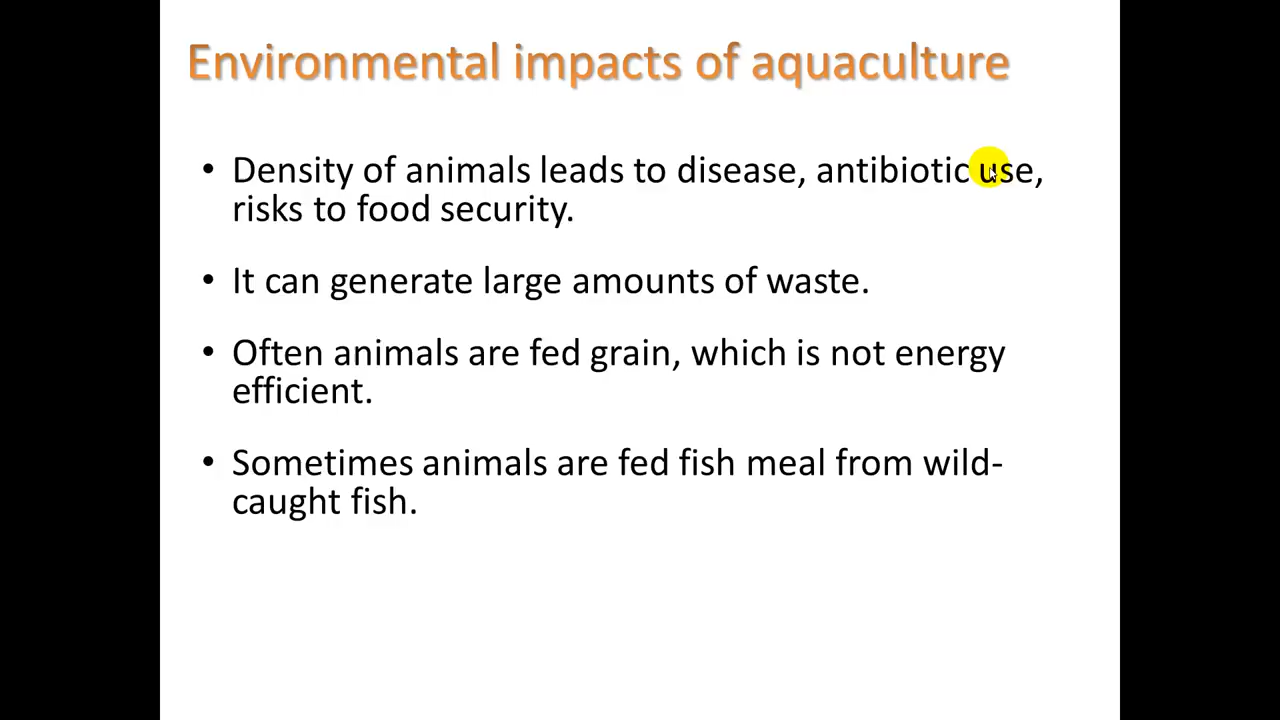 Environmental impacts of aquaculture
• Density of animals leads to disease, antibiotic use,
risks to food security.
• It can generate large amounts of waste.
• Often animals are fed grain, which is not energy
efficient.
• Sometimes animals are fed fish meal from wild-
caught fish.